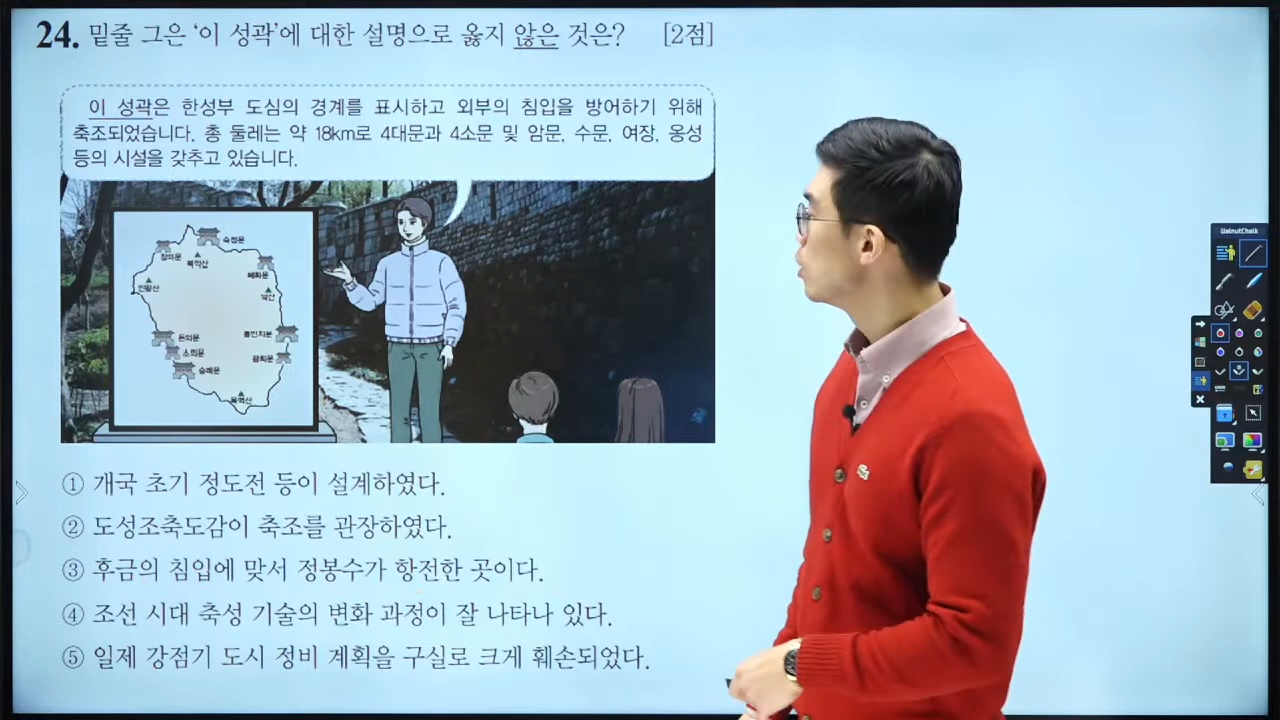 24. 밑줄 그은 '이 성곽'에 대한 설명으로 옳지 않은 것은? [2점]
이 성곽은 한성부 도심의 경계를 표시하고 외부의 침입을 방어하기 위해
축조되었습니다. 총 둘레는 약 18km로 4대문과 4소문 및 암문, 수문, 여장, 옹성
등의 시설을 갖추고 있습니다.
숙정문
창의문
북악산
혜화문
인왕산
낙산
흥인지문
돈의문
소의문
광희문
숭례문
목멱산
① 개국 초기 정도전 등이 설계하였다.
② 도성조축도감이 축조를 관장하였다.
③ 후금의 침입에 맞서 정봉수가 항전한 곳이다.
④ 조선 시대 축성 기술의 변화 과정이 잘 나타나 있다.
⑤ 일제 강점기 도시 정비 계획을 구실로 크게 훼손되었다.
WalnutChalk